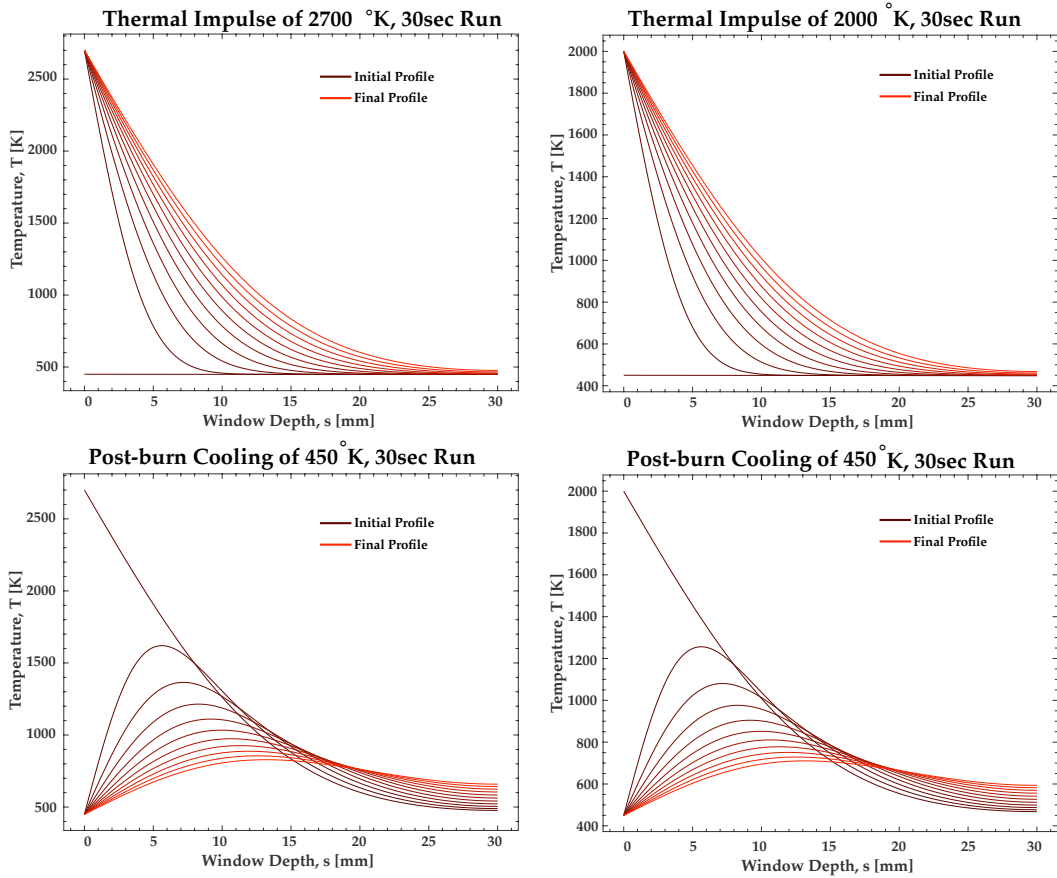 Thermal Impulse of 2700 °K, 30sec Run
Temperature, T [K]
2500
2000
1500
1000
500
Initial Profile
Final Profile
0 5 10 15 20 25 30
Window Depth, s [mm]
Thermal Impulse of 2000 °K, 30sec Run
Temperature, T [K]
2000
1800
1600
1400
1200
1000
800
600
400
Initial Profile
Final Profile
0 5 10 15 20 25 30
Window Depth, s [mm]
Post-burn Cooling of 450°K, 30sec Run
Temperature, T [K]
2500
2000
1500
1000
500
Initial Profile
Final Profile
0 5 10 15 20 25 30
Window Depth, s [mm]
Post-burn Cooling of 450°K, 30sec Run
Temperature, T [K]
2000
1800
1600
1400
1200
1000
800
600
400
Initial Profile
Final Profile
0 5 10 15 20 25 30
Window Depth, s [mm]